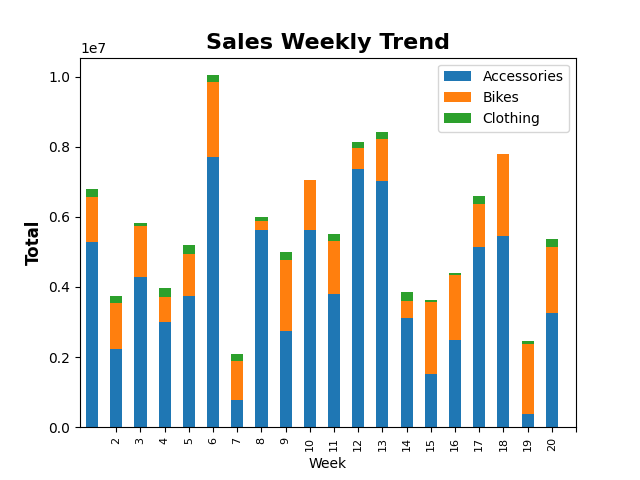 Sales Weekly Trend
1e7
1.0
0.8
0.6
0.4
0.2
0.0
Total
Accessories
Bikes
Clothing
2 3 4 5 6 7 8 9 10 11 12 13 14 15 16 17 18 19 20
Week